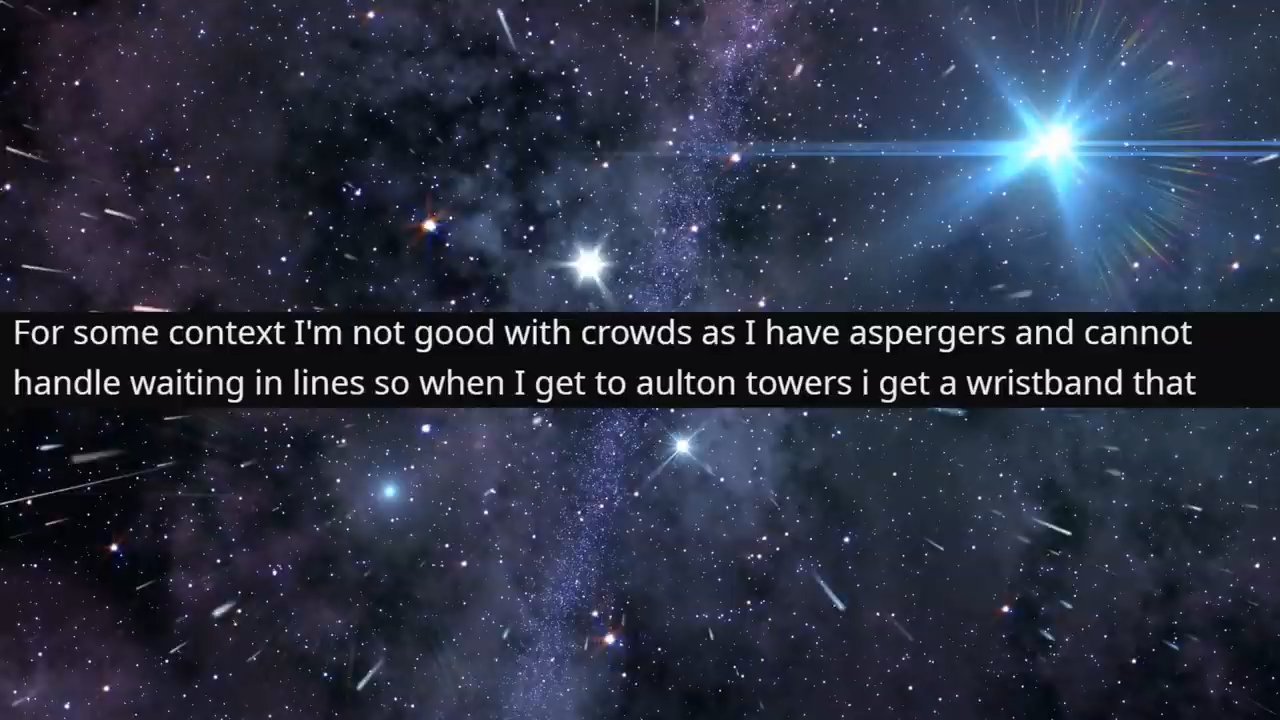 For some context I'm not good with crowds as I have aspergers and cannot
handle waiting in lines so when I get to aulton towers i get a wristband that